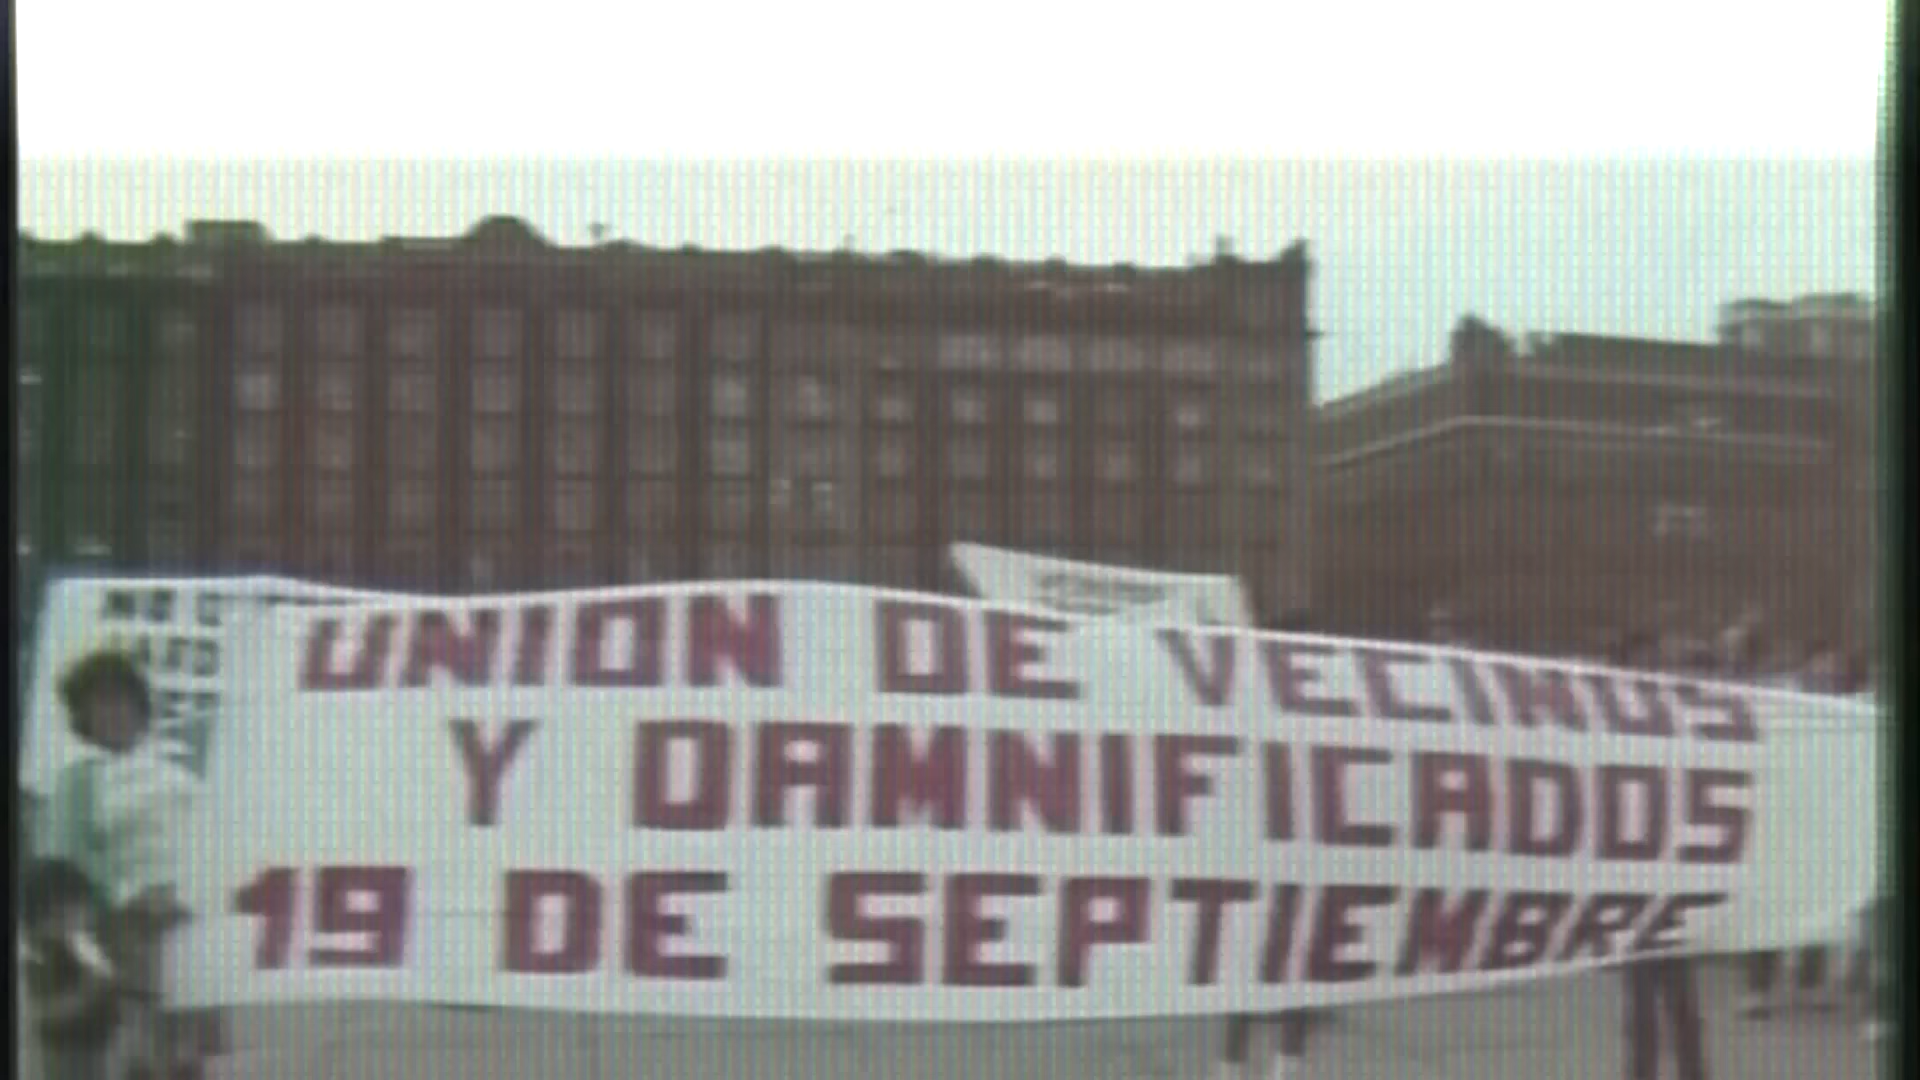 UNION DE VECINOS
Y DAMNIFICADOS
19 DE SEPTIEMBRE